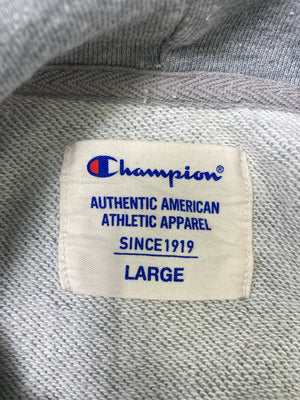 Champion®
AUTHENTIC AMERICAN
ATHLETIC APPAREL
SINCE 1919
LARGE